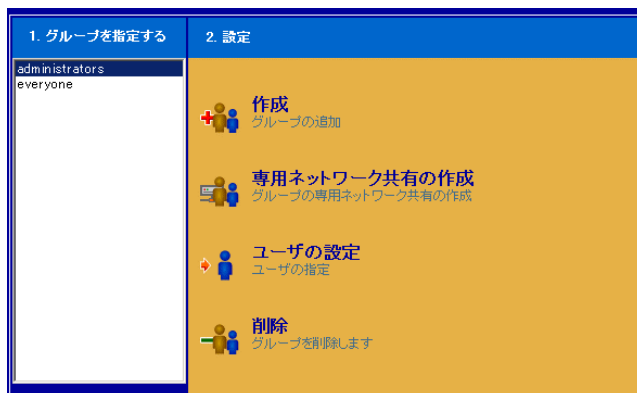 1. グループを指定する
2. 設定
administrators
everyone
作成
グループの追加
専用ネットワーク共有の作成
グループの専用ネットワーク共有の作成
ユーザの設定
ユーザの指定
削除
グループを削除します